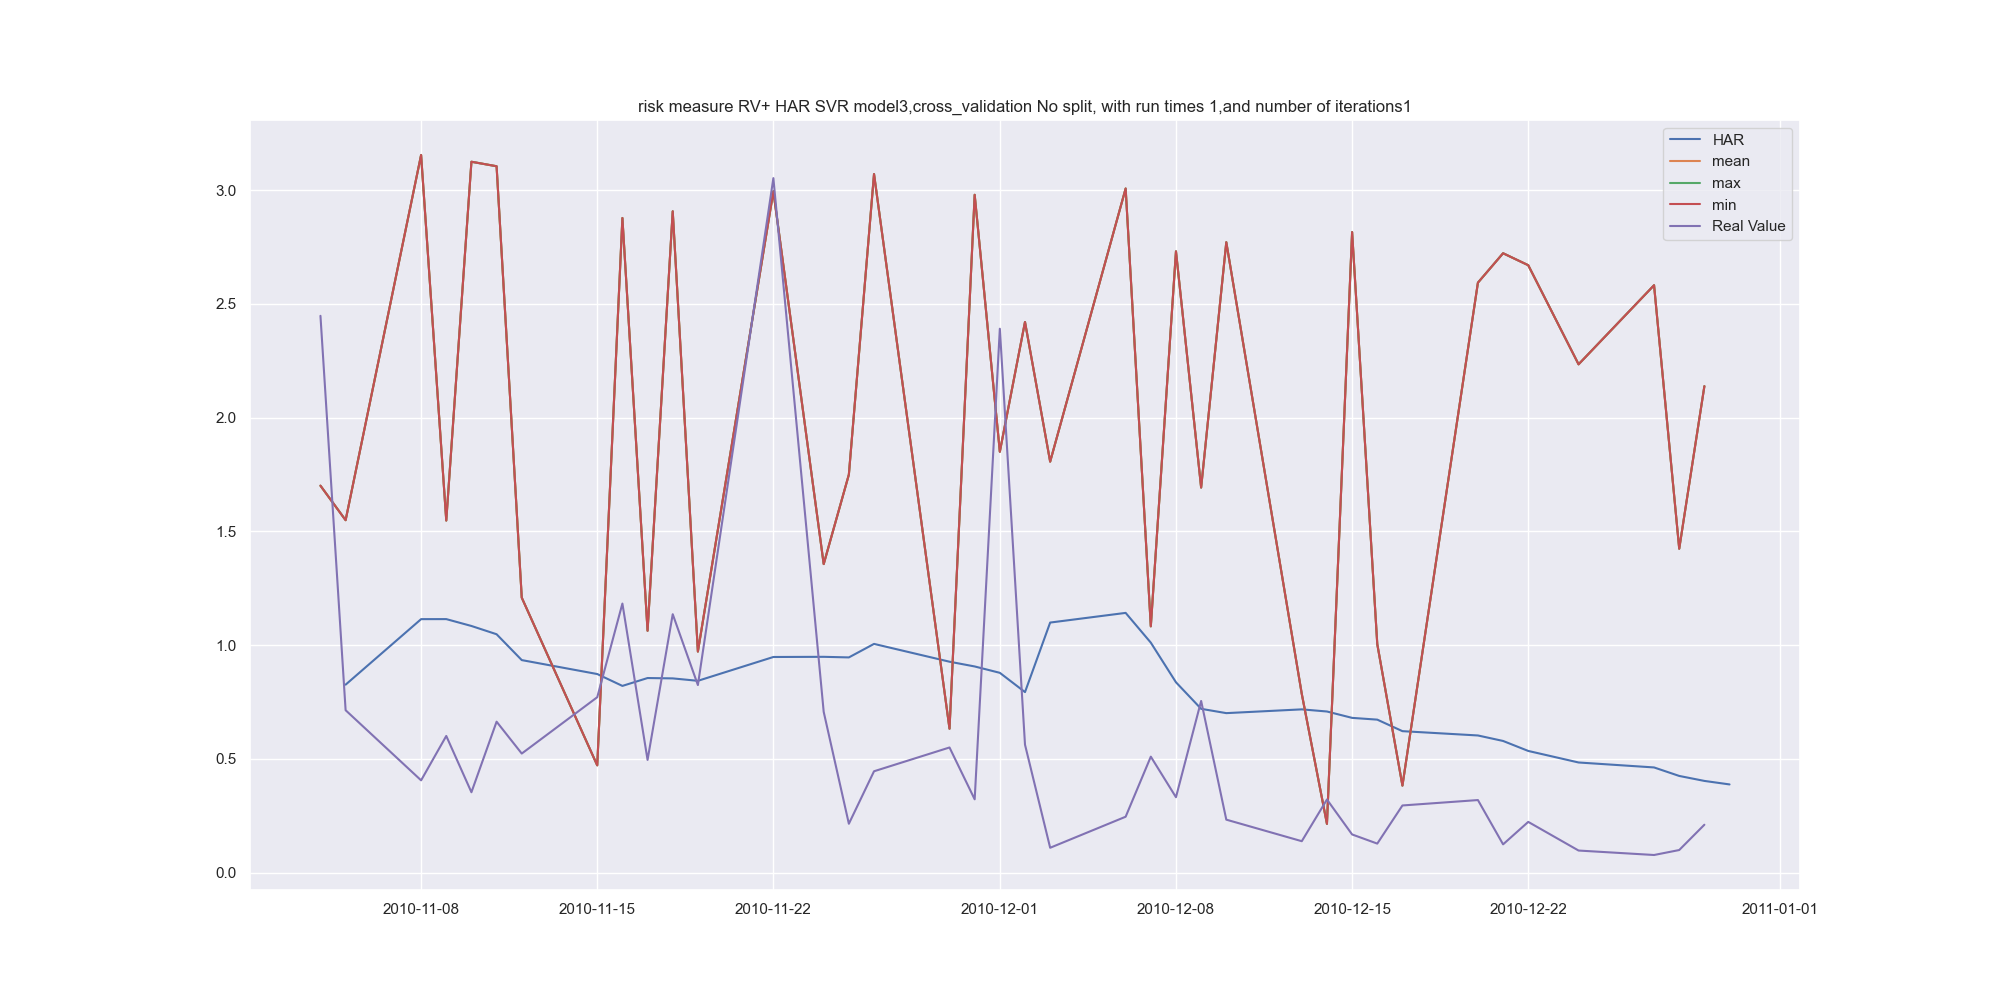 risk measure RV+ HAR SVR model3,cross_validation No split, with run times 1,and number of iterations1
HAR
mean
max
min
Real Value
3.0
2.5
2.0
1.5
1.0
0.5
0.0
2010-11-08
2010-11-15
2010-11-22
2010-12-01
2010-12-08
2010-12-15
2010-12-22
2011-01-01